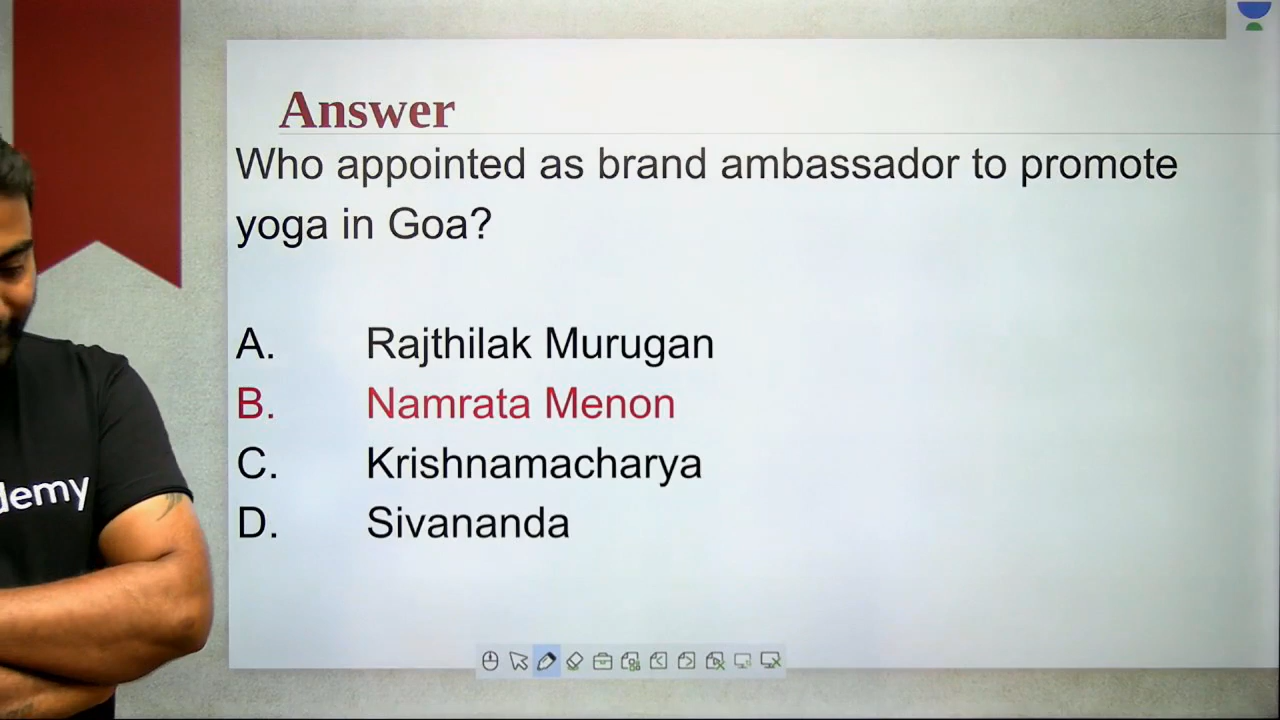 Answer
Who appointed as brand ambassador to promote
yoga in Goa?
A. Rajthilak Murugan
B. Namrata Menon
C. Krishnamacharya
D. Sivananda
demy